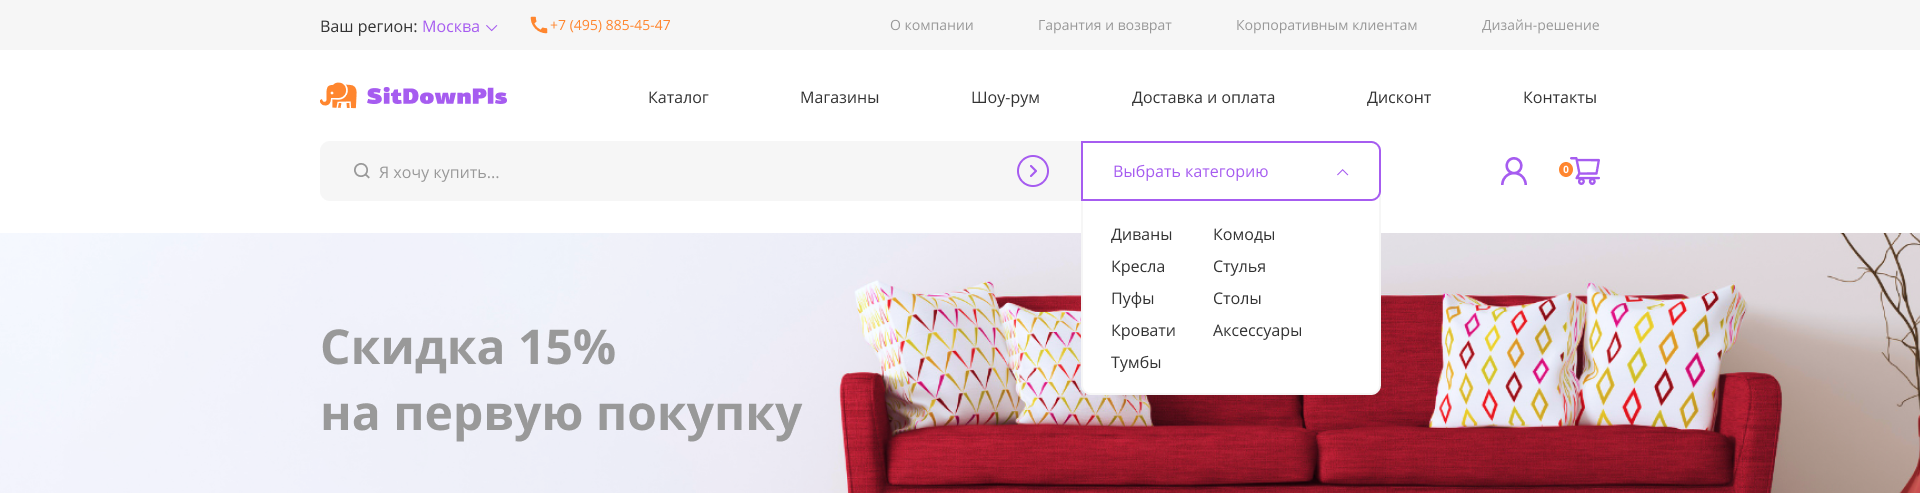 Ваш регион: Москва
+7 (495) 885-45-47
О компании
Гарантия и возврат
Корпоративным клиентам
Дизайн-решение
SitDownPls
Каталог
Магазины
Шоу-рум
Доставка и оплата
Дисконт
Контакты
Я хочу купить...
Выбрать категорию
0
Диваны
Кресла
Пуфы
Кровати
Тумбы
Комоды
Стулья
Столы
Аксессуары
Скидка 15%
на первую покупку